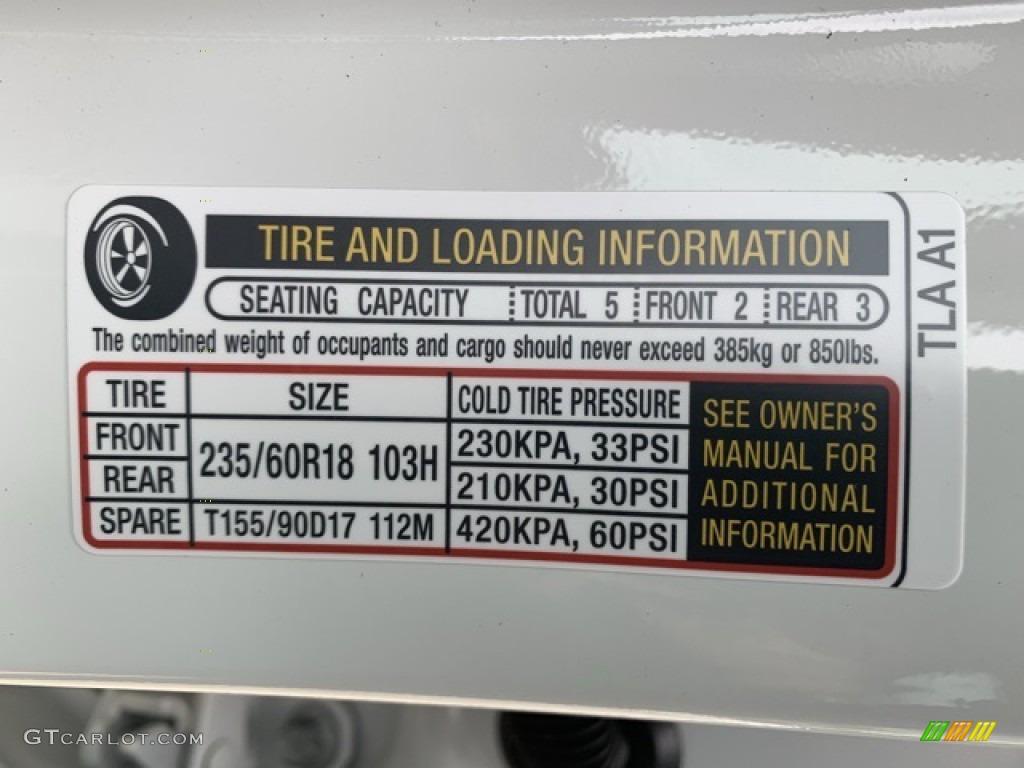 TIRE AND LOADING INFORMATION
SEATING CAPACITY TOTAL 5 FRONT 2 REAR 3
The combined weight of occupants and cargo should never exceed 385kg or 850lbs.
TIRE SIZE COLD TIRE PRESSURE
FRONT 235/60R18 103H 230KPA, 33PSI
REAR 210KPA, 30PSI
SPARE T155/90D17 112M 420KPA, 60PSI
SEE OWNER'S
MANUAL FOR
ADDITIONAL
INFORMATION
TLA A1
GTCARLOT.COM